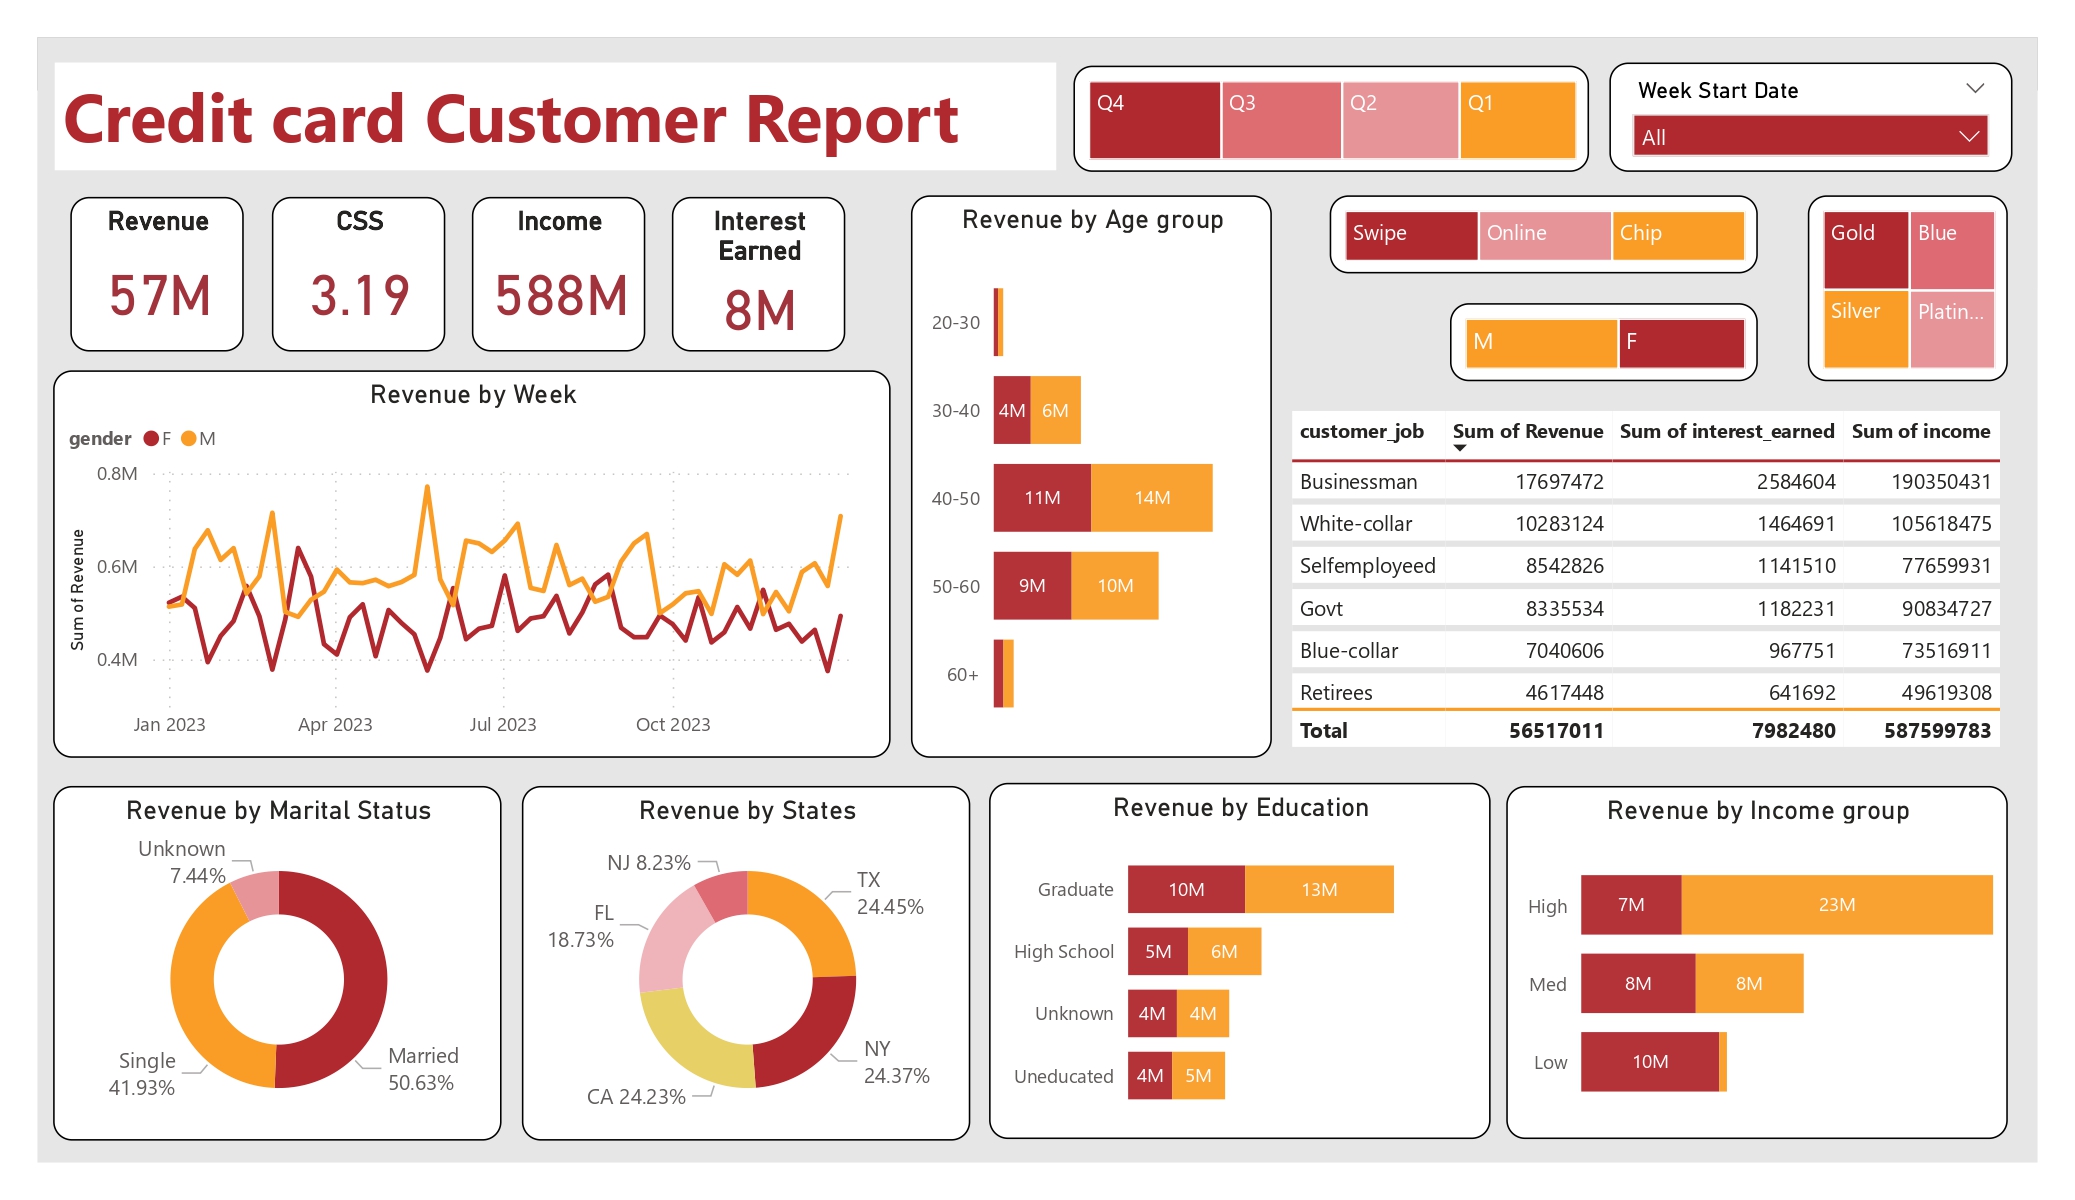 Credit card Customer Report
Q4 Q3 Q2 Q1
Week Start Date
All
Revenue
57M
CSS
3.19
Income
588M
Interest
Earned
8M
Revenue by Age group
20-30
30-40 4M 6M
40-50 11M 14M
50-60 9M 10M
60+
Swipe Online Chip
M F
Gold Blue
Silver Platin...
Revenue by Week
gender F M
Sum of Revenue
0.8M
0.6M
0.4M
Jan 2023 Apr 2023 Jul 2023 Oct 2023
customer_job Sum of Revenue Sum of interest_earned Sum of income
Businessman 17697472 2584604 190350431
White-collar 10283124 1464691 105618475
Selfemployeed 8542826 1141510 77659931
Govt 8335534 1182231 90834727
Blue-collar 7040606 967751 73516911
Retirees 4617448 641692 49619308
Total 56517011 7982480 587599783
Revenue by Marital Status
Unknown
7.44%
Single
41.93%
Married
50.63%
Revenue by States
NJ 8.23%
TX
24.45%
FL
18.73%
NY
24.37%
CA 24.23%
Revenue by Education
Graduate 10M 13M
High School 5M 6M
Unknown 4M 4M
Uneducated 4M 5M
Revenue by Income group
High 7M 23M
Med 8M 8M
Low 10M